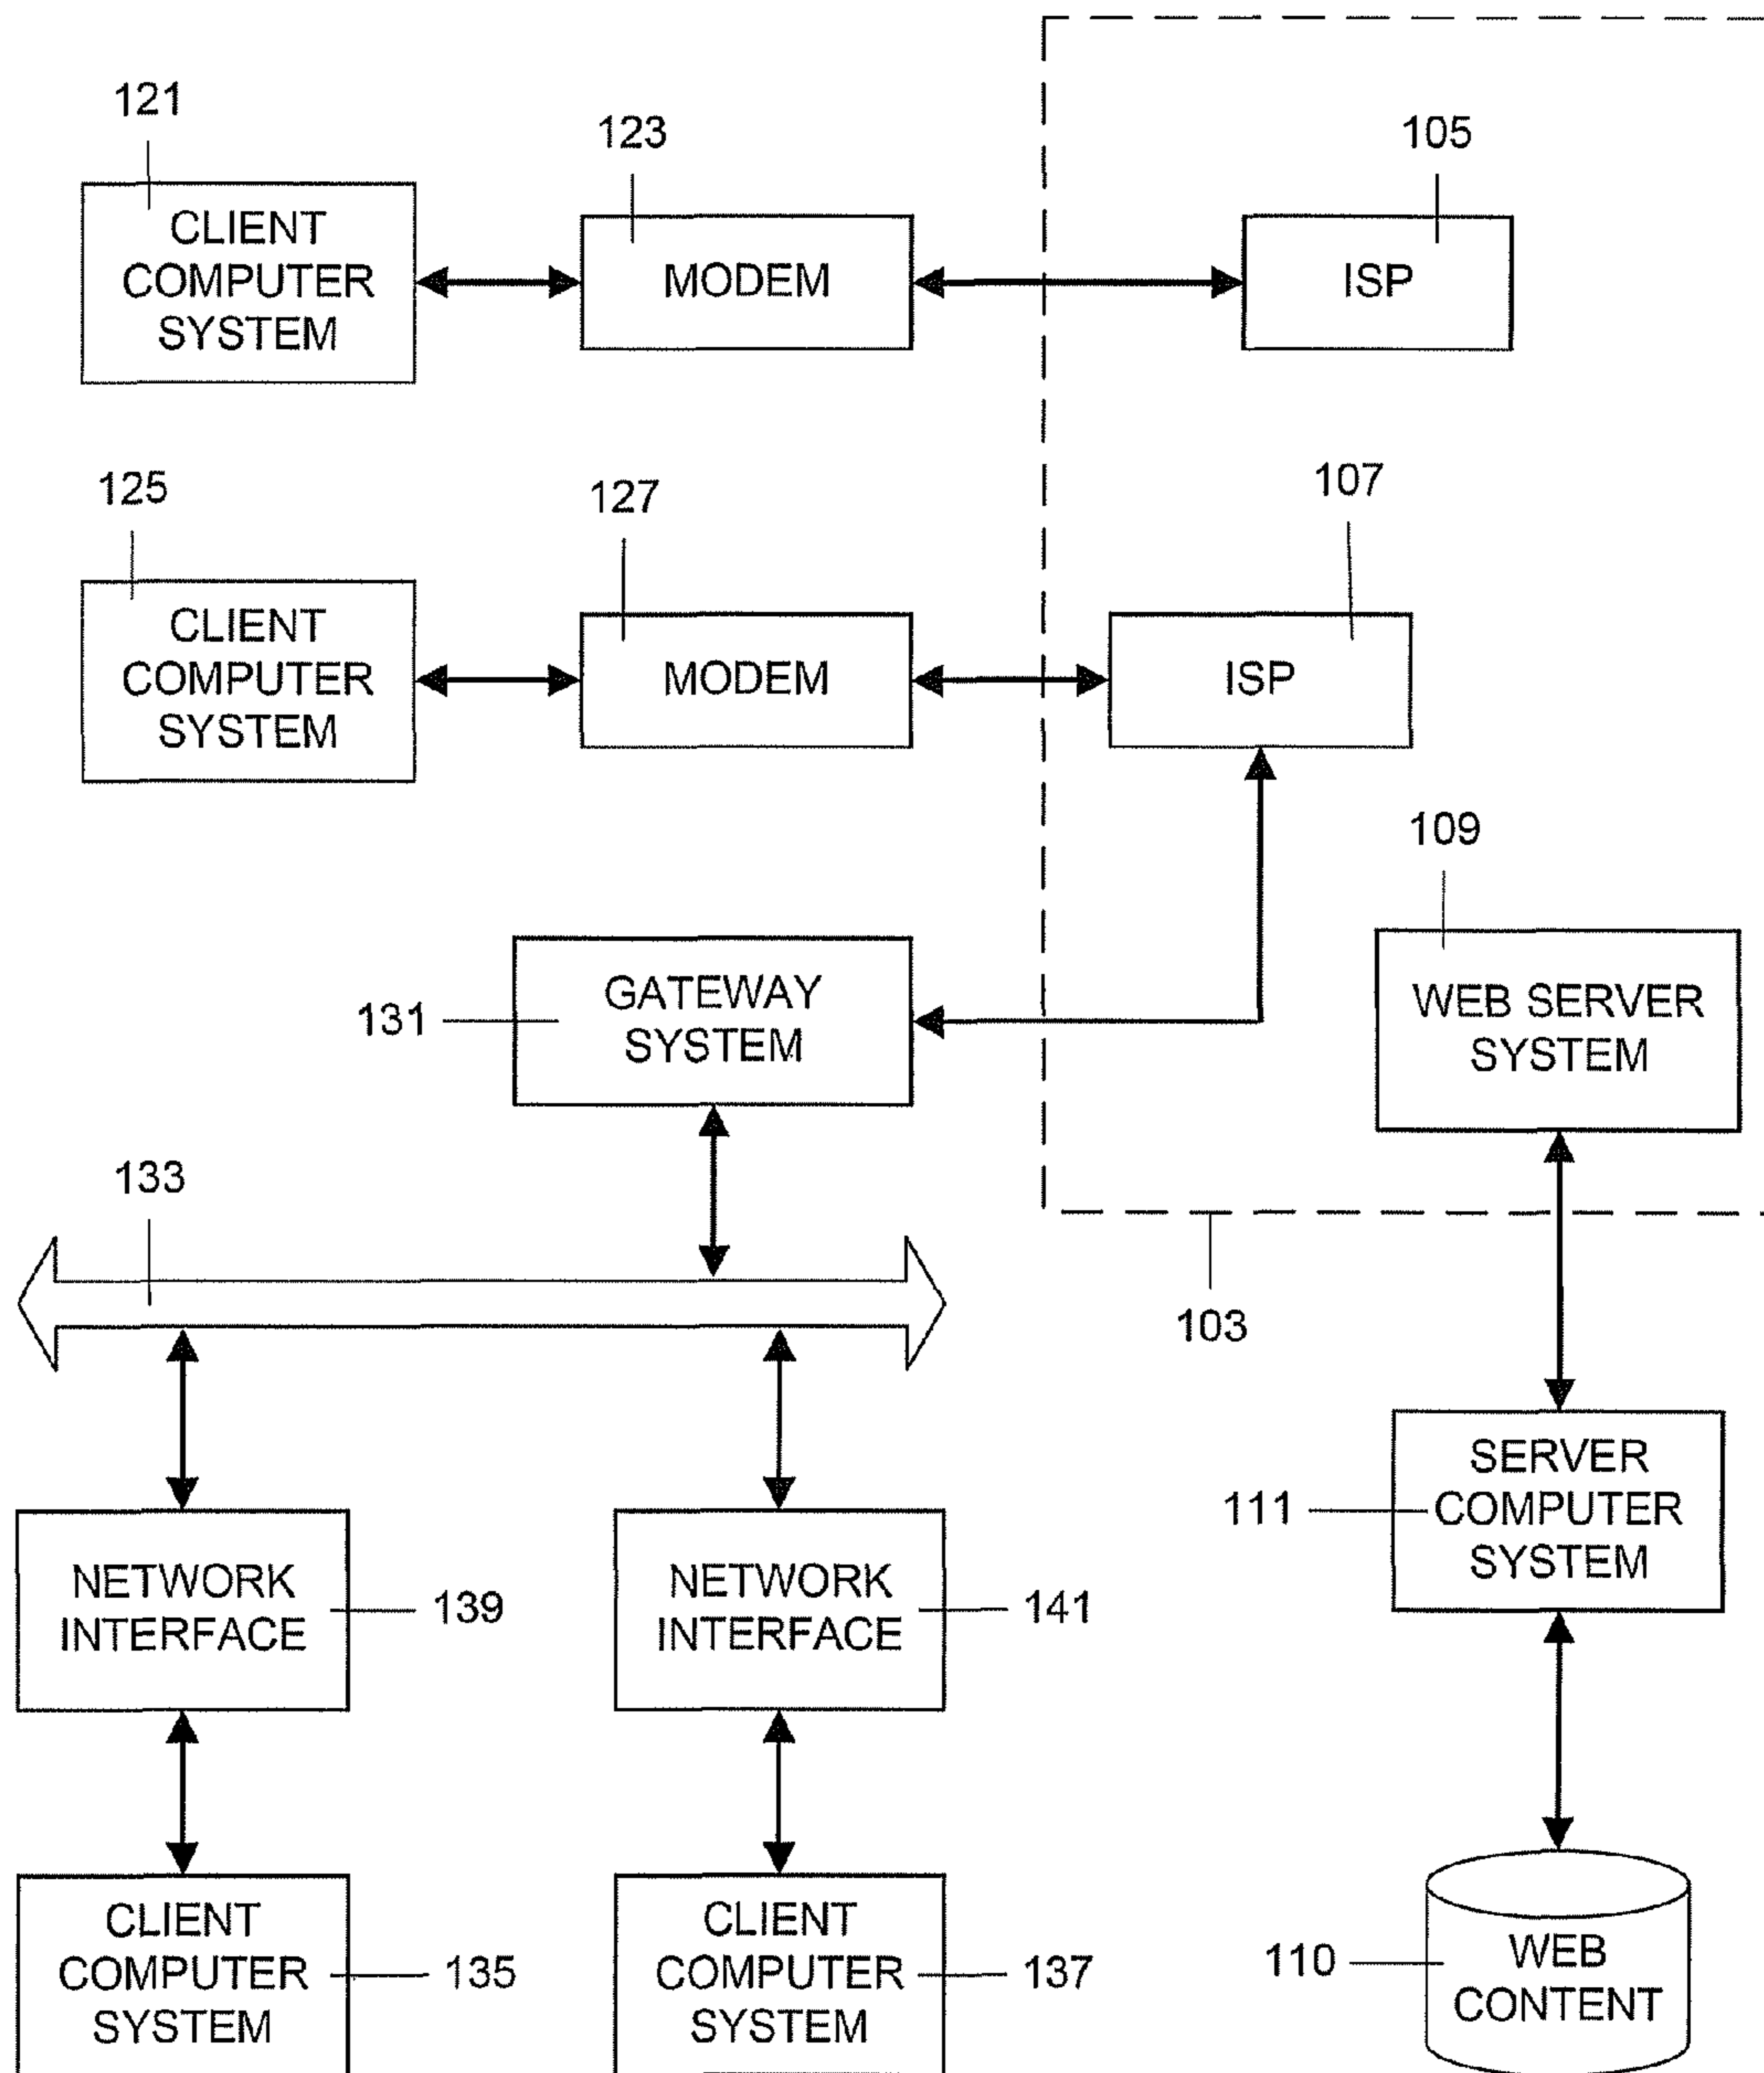 121
123
105
CLIENT
COMPUTER
SYSTEM
MODEM
ISP
125
127
107
CLIENT
COMPUTER
SYSTEM
MODEM
ISP
109
131
GATEWAY
SYSTEM
WEB SERVER
SYSTEM
133
103
NETWORK
INTERFACE
139
NETWORK
INTERFACE
141
111
SERVER
COMPUTER
SYSTEM
CLIENT
COMPUTER
SYSTEM
135
CLIENT
COMPUTER
SYSTEM
137
110
WEB
CONTENT